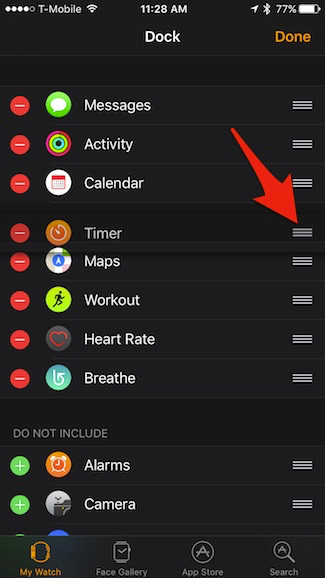 T-Mobile 11:28 AM 77%
Dock Done
Messages
Activity
Calendar
Timer
Maps
Workout
Heart Rate
Breathe
DO NOT INCLUDE
Alarms
Camera
My Watch Face Gallery App Store Search